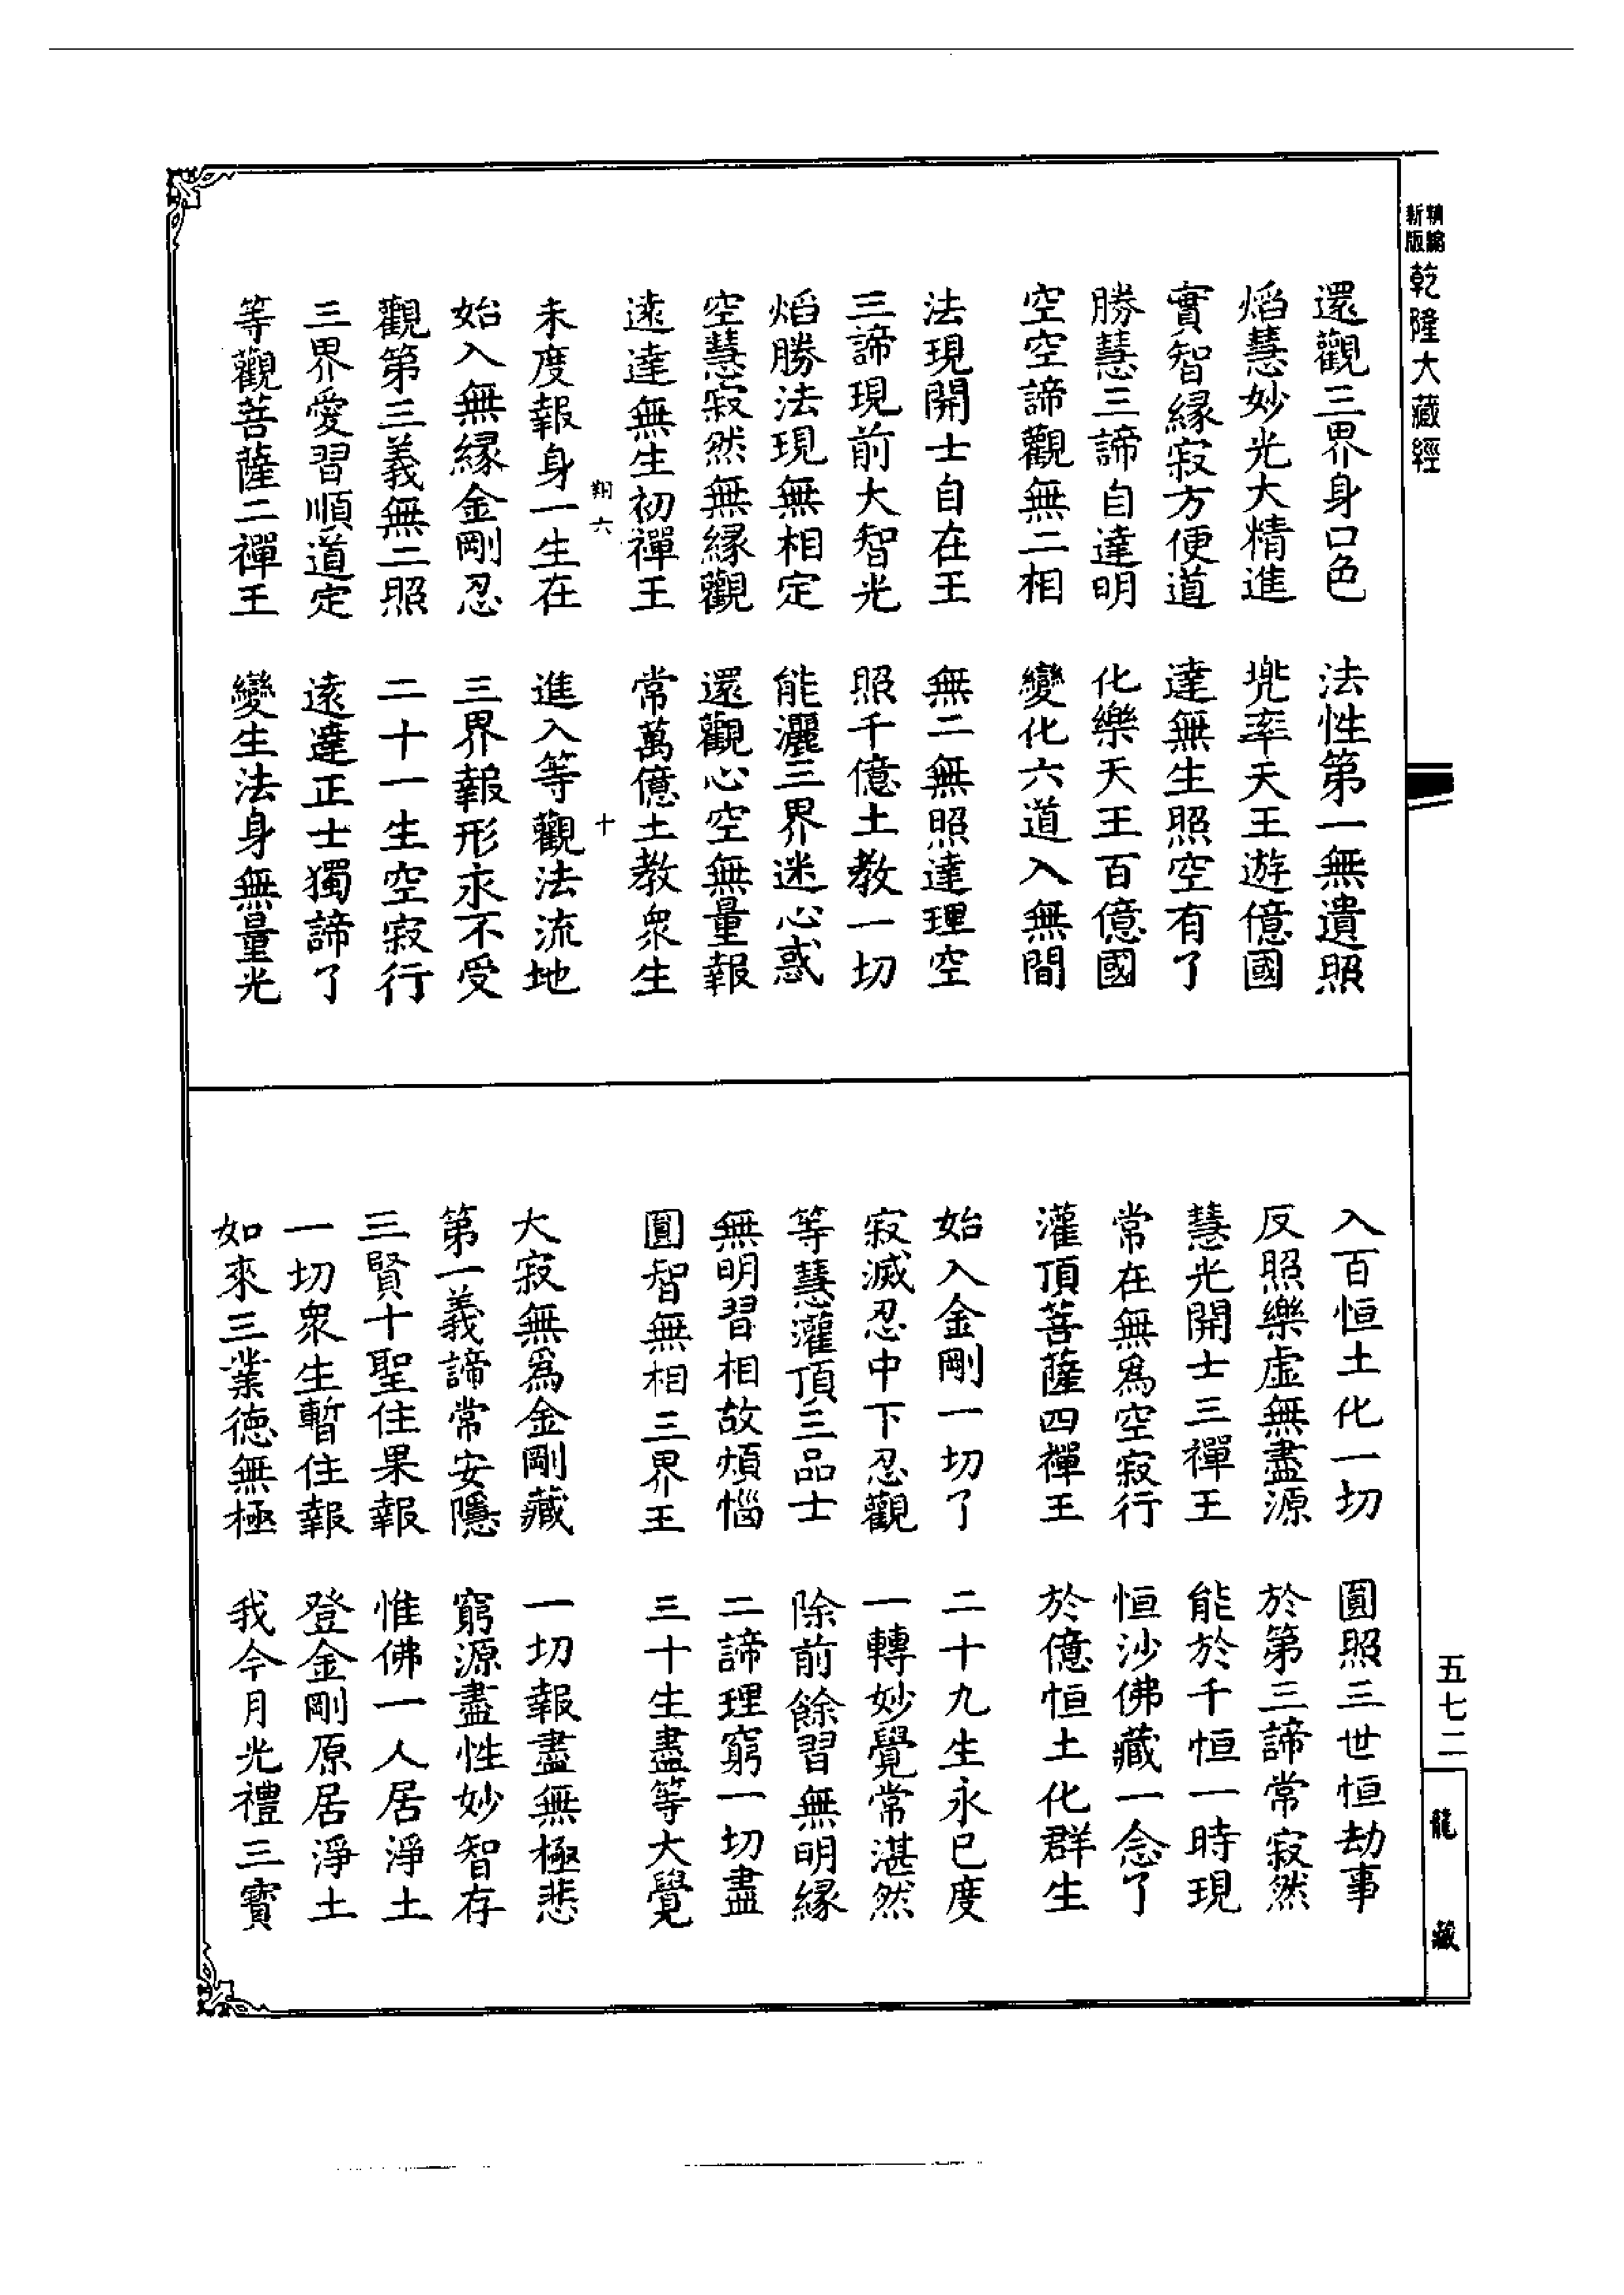 新精
版縮
乾隆大藏經
還觀三界身口色　法性第一無遺照
焰慧妙光大精進　兜率天王遊億國
實智緣寂方便道　達無生照空有了
勝慧三諦自達明　化樂天王百億國
空空諦觀無二相　變化六道入無間
法現開士自在王　無二無照達理空
三諦現前大智光　照千億土教一切
焰勝法現無相定　能灑三界迷心惑
空慧寂然無緣觀　還觀心空無量報
遠達無生初禪王　常萬億土教眾生
翔六　十
未度報身一生在　進入等觀法流地
始入無緣金剛忍　三界報形永不受
觀第三義無二照　二十一生空寂行
三界愛習順道定　遠達正士獨諦了
等觀菩薩二禪王　變生法身無量光
入百恒土化一切　圓照三世恒劫事
反照樂虛無盡源　於第三諦常寂然
慧光開士三禪王　能於千恒一時現
常在無為空寂行　恒沙佛藏一念了
灌頂菩薩四禪王　於億恒土化群生
始入金剛一切了　二十九生永已度
寂滅忍中下忍觀　一轉妙覺常湛然
等慧灌頂三品士　除前餘習無明緣
無明習相故煩惱　二諦理窮一切盡
圓智無相三界王　三十生盡等大覺
大寂無為金剛藏　一切報盡無極悲
第一義諦常安隱　窮源盡性妙智存
三賢十聖住果報　惟佛一人居淨土
一切眾生暫住報　登金剛原居淨土
如來三業德無極　我今月光禮三寶
五七二
龍藏